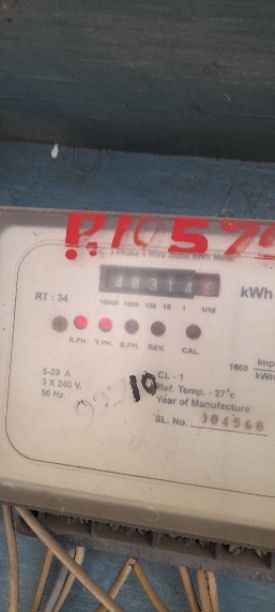 P.10579
3 Phase 4 Wire Static kWh Meter
48314 kWh
RT : 34
10000 1000 100 10 1 1/10
R.PH. Y.PH. B.PH. REV. CAL.
1600 Imp
kWh
5-20 A
3 X 240 V.
50 Hz.
10
CL - 1
Ref. Temp. - 27°c
Year of Manufacture
SL. No. 304568